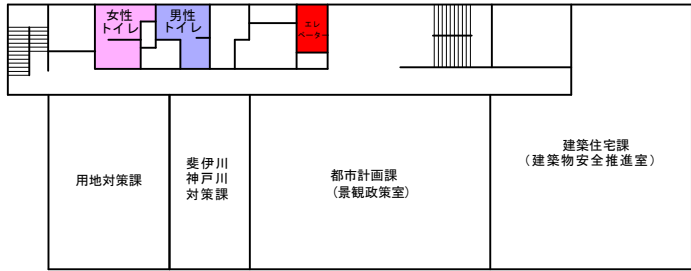 女性
トイレ
男性
トイレ
エレ
ベーター
用地対策課
斐伊川
神戸川
対策課
都市計画課
(景観政策室)
建築住宅課
(建築物安全推進室)